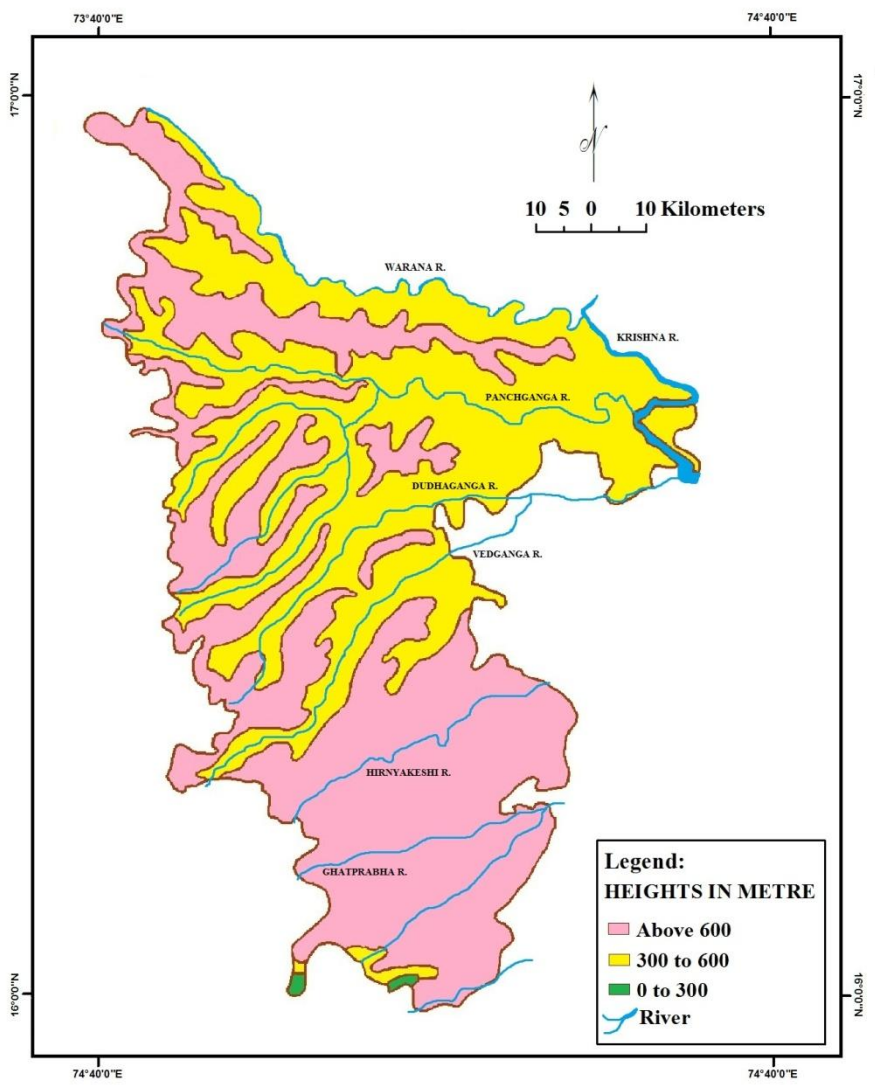 73°40'0"E
74°40'0"E
17°0'0"N
17°0'0"N
N
10 5 0 10 Kilometers
WARANA R.
KRISHNA R.
PANCHGANGA R.
DUDHAGANGA R.
VEDGANGA R.
HIRNYAKESHI R.
GHATPRABHA R.
Legend:
HEIGHTS IN METRE
Above 600
300 to 600
0 to 300
River
16°0'0"N
16°0'0"N
74°40'0"E
74°40'0"E